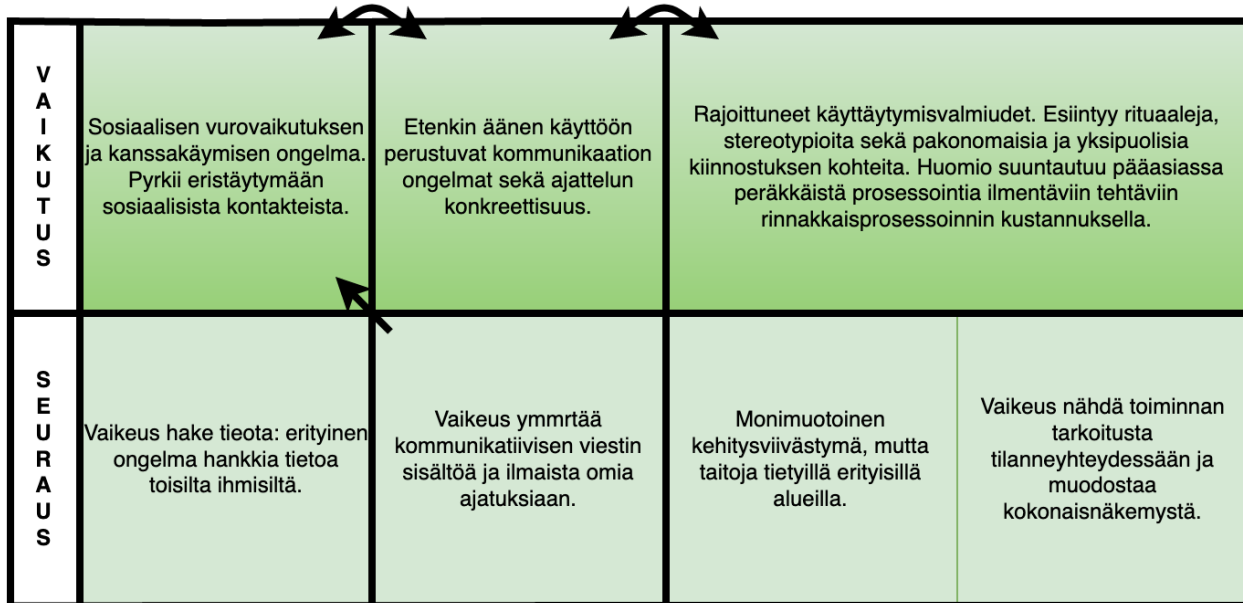 VAIKUTUS
Sosiaalisen vurovaikutuksen
ja kanssakäymisen ongelma.
Pyrkii eristäytymään
sosiaalisista kontakteista.
Etenkin äänen käyttöön
perustuvat kommunikaation
ongelmat sekä ajattelun
konkreettisuus.
Rajoittuneet käyttäytymisvalmiudet. Esiintyy rituaaleja,
stereotypioita sekä pakonomaisia ja yksipuolisia
kiinnostuksen kohteita. Huomio suuntautuu pääasiassa
peräkkäistä prosessointia ilmentäviin tehtäviin
rinnakkaisprosessoinnin kustannuksella.
SEURAUS
Vaikeus hake tieota: erityinen
ongelma hankkia tietoa
toisilta ihmisiltä.
Vaikeus ymmrtää
kommunikatiivisen viestin
sisältöä ja ilmaista omia
ajatuksiaan.
Monimuotoinen
kehitysviivästymä, mutta
taitoja tietyillä erityisillä
alueilla.
Vaikeus nähdä toiminnan
tarkoitusta
tilanneyhteydessään ja
muodostaa
kokonaisnäkemystä.